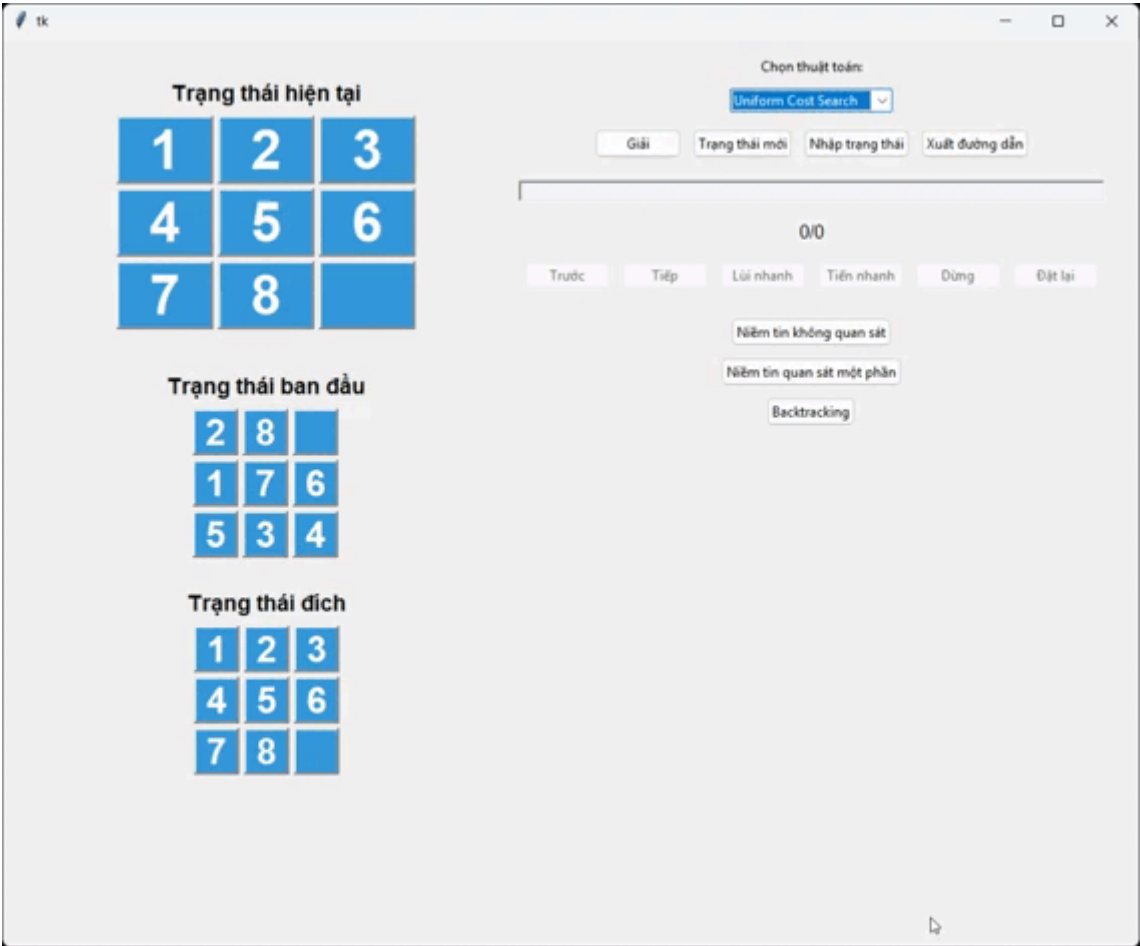 tk
Trạng thái hiện tại
1 2 3
4 5 6
7 8
Trạng thái ban đầu
2 8
1 7 6
5 3 4
Trạng thái đích
1 2 3
4 5 6
7 8
Chọn thuật toán:
Uniform Cost Search
Giải Trạng thái mới Nhập trạng thái Xuất đường dẫn
0/0
Trước Tiếp Lùi nhanh Tiến nhanh Dừng Đặt lại
Niềm tin không quan sát
Niềm tin quan sát một phần
Backtracking